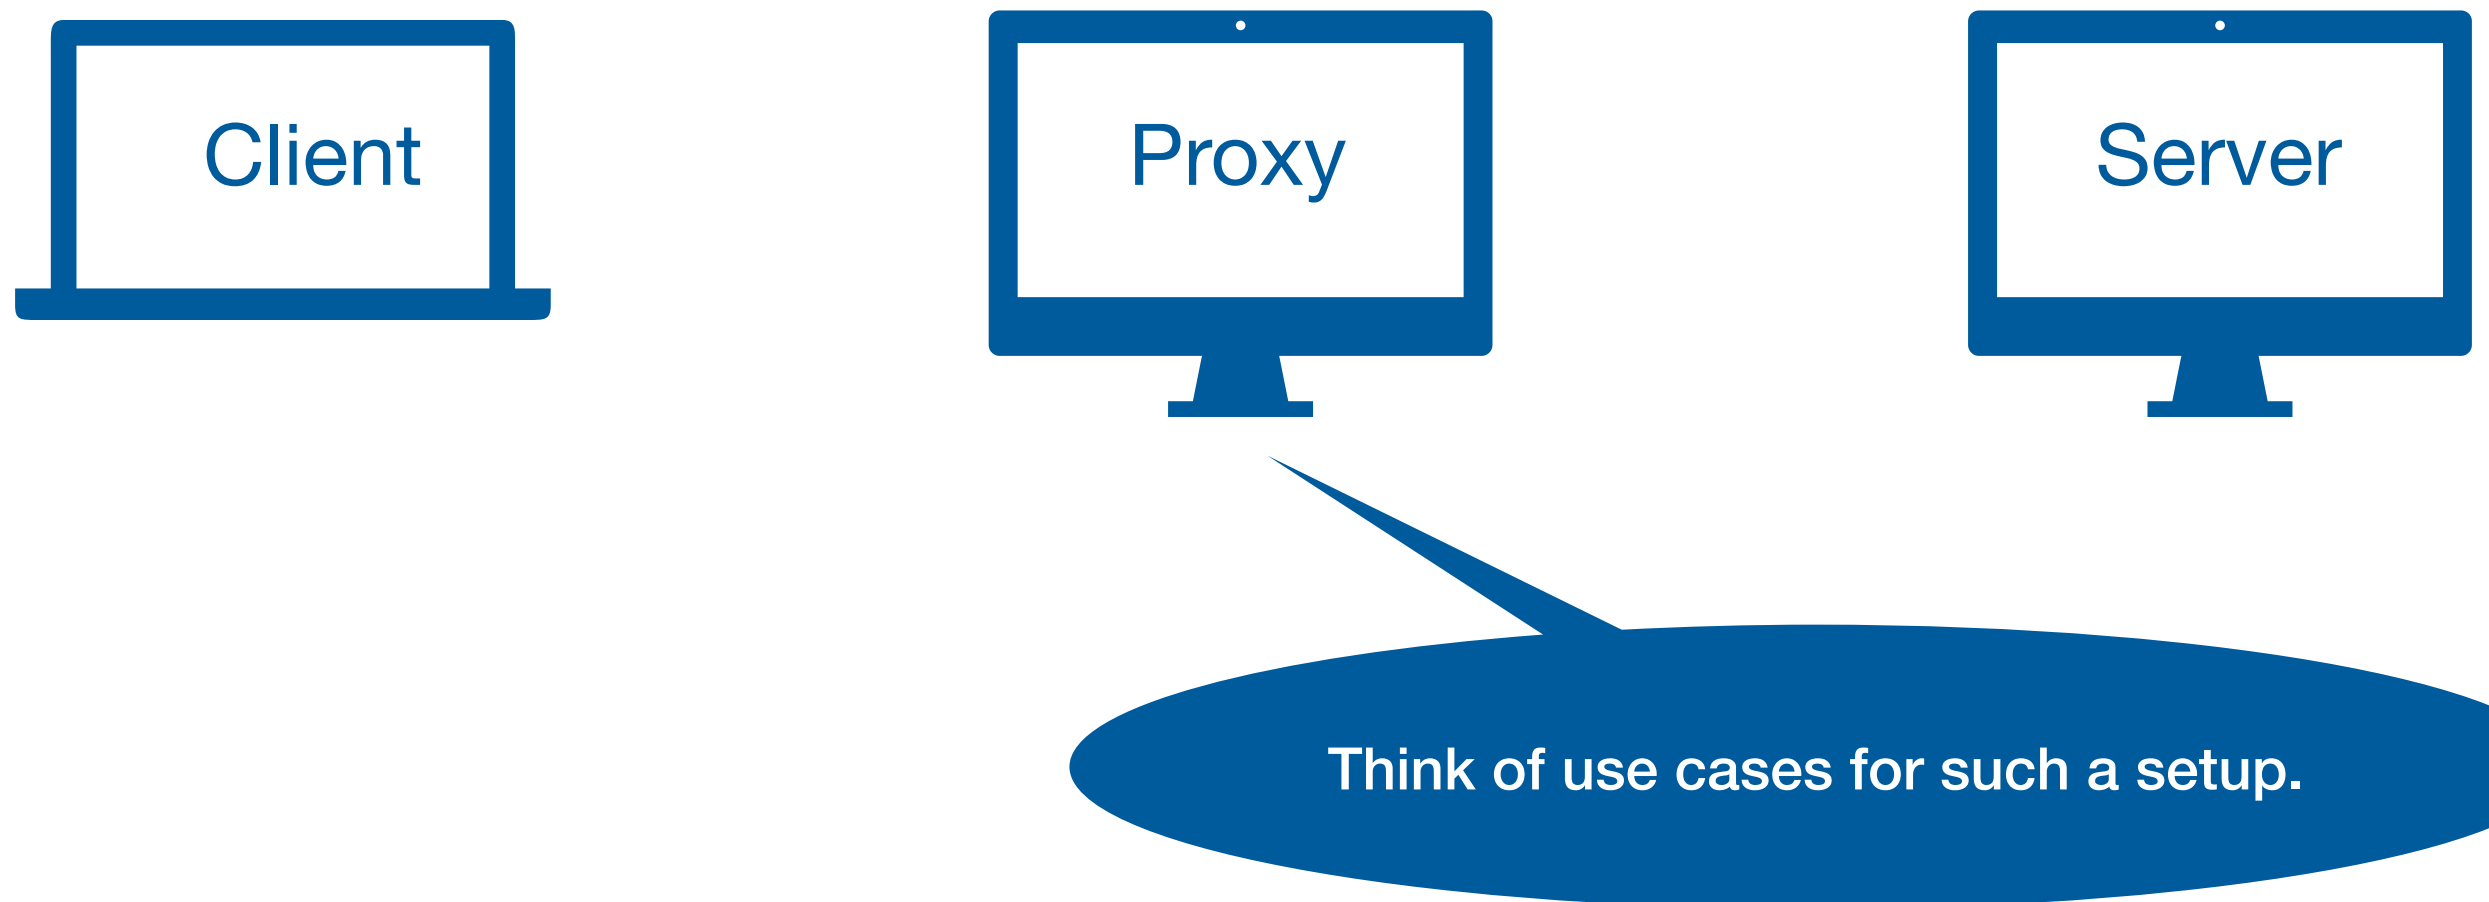 Client
Proxy
Server
Think of use cases for such a setup.